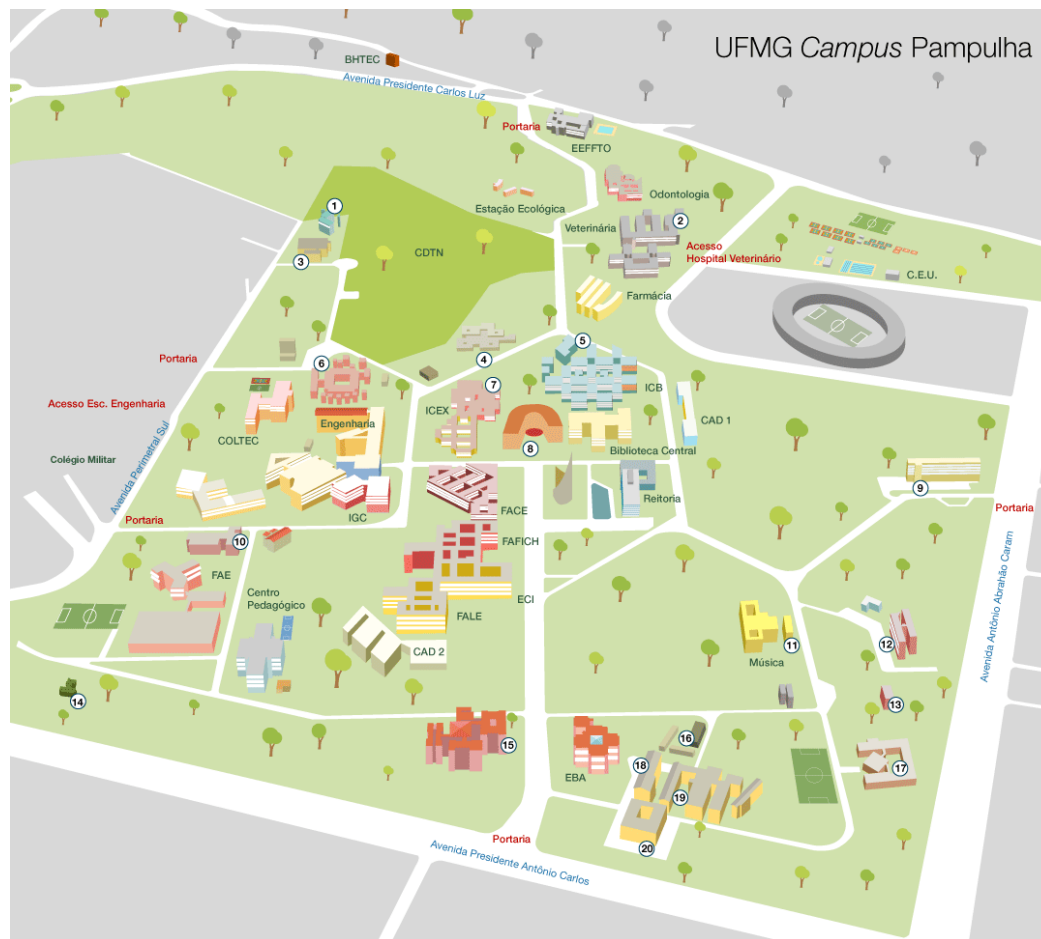 UFMG Campus Pampulha
BHTEC
Avenida Presidente Carlos Luz
Portaria
EEFFTO
Odontologia
Estação Ecológica
1
2
Veterinária
Acesso
Hospital Veterinário
CDTN
3
C.E.U.
Farmácia
5
4
Portaria
6
7
ICB
Acesso Esc. Engenharia
ICEX
CAD 1
Engenharia
COLTEC
8
Biblioteca Central
Colégio Militar
Avenida Perimetral Sul
9
Reitoria
FACE
IGC
Portaria
Portaria
10
FAFICH
FAE
Centro
Pedagógico
ECI
FALE
Avenida Antônio Abrahão Caram
11
12
CAD 2
Música
14
13
15
16
EBA
18
17
19
Portaria
20
Avenida Presidente Antônio Carlos